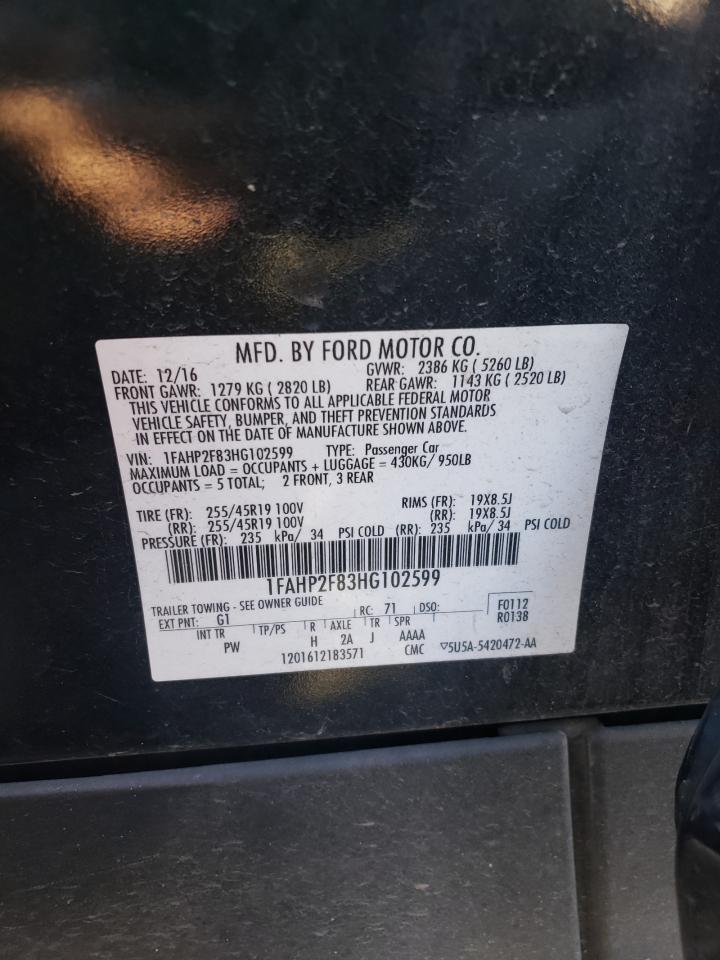 MFD. BY FORD MOTOR CO.
DATE: 12/16 GVWR: 2386 KG ( 5260 LB)
FRONT GAWR: 1279 KG ( 2820 LB) REAR GAWR: 1143 KG ( 2520 LB)
THIS VEHICLE CONFORMS TO ALL APPLICABLE FEDERAL MOTOR
VEHICLE SAFETY, BUMPER, AND THEFT PREVENTION STANDARDS
IN EFFECT ON THE DATE OF MANUFACTURE SHOWN ABOVE.
VIN: 1FAHP2F83HG102599 TYPE: Passenger Car
MAXIMUM LOAD = OCCUPANTS + LUGGAGE = 430KG/ 950LB
OCCUPANTS = 5 TOTAL; 2 FRONT, 3 REAR
TIRE (FR): 255/45R19 100V RIMS (FR): 19X8.5J
(RR): 255/45R19 100V (RR): 19X8.5J
PRESSURE (FR): 235 kPa/ 34 PSI COLD (RR): 235 kPa/ 34 PSI COLD
1FAHP2F83HG102599
TRAILER TOWING - SEE OWNER GUIDE
EXT PNT: G1 RC: 71 DSO: F0112
R0138
INT TR TP/PS R AXLE TR SPR
PW H 2A J AAAA
1201612183571 CMC ▽5U5A-5420472-AA